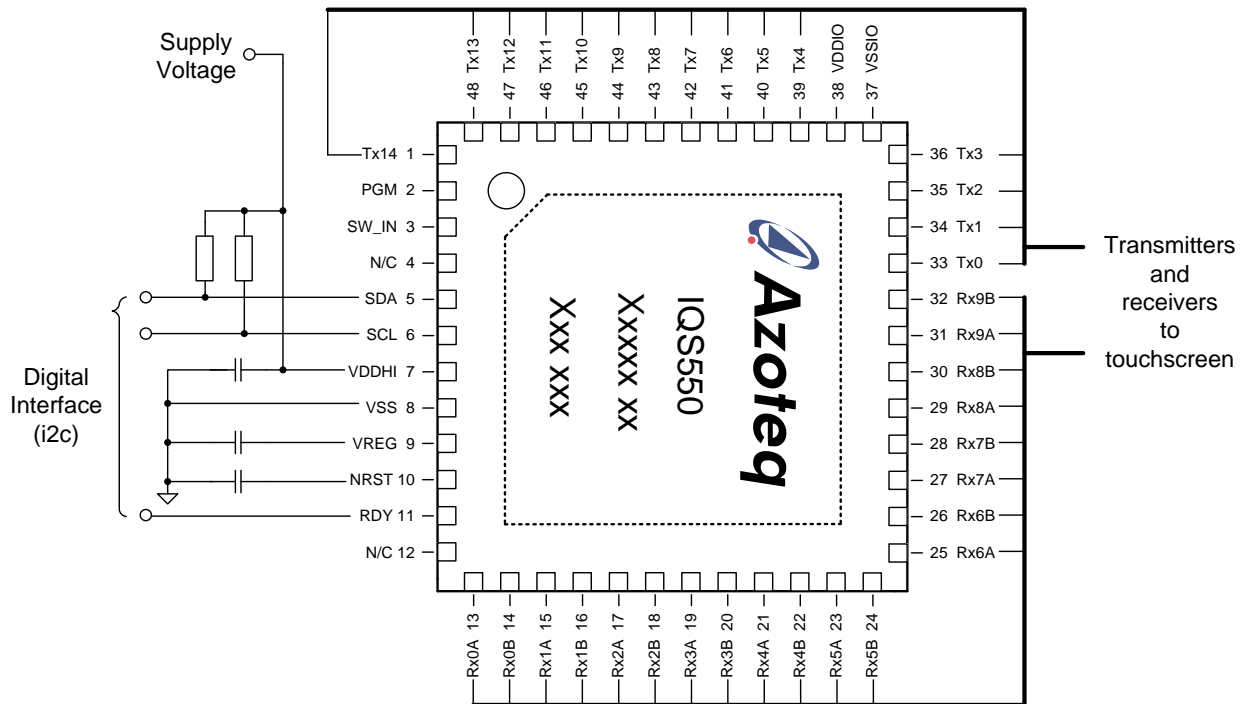 Supply
Voltage
48 Tx13
47 Tx12
46 Tx11
45 Tx10
44 Tx9
43 Tx8
42 Tx7
41 Tx6
40 Tx5
39 Tx4
38 VDDIO
37 VSSIO
Tx14 1
PGM 2
SW_IN 3
N/C 4
SDA 5
SCL 6
VDDHI 7
VSS 8
VREG 9
NRST 10
RDY 11
N/C 12
Digital
Interface
(i2c)
Azoteq
IQS550
Xxxxx xx xx
Xxx xx xxx
36 Tx3
35 Tx2
34 Tx1
33 Tx0
32 Rx9B
31 Rx9A
30 Rx8B
29 Rx8A
28 Rx7B
27 Rx7A
26 Rx6B
25 Rx6A
Transmitters
and
receivers
to
touchscreen
Rx0A 13
Rx0B 14
Rx1A 15
Rx1B 16
Rx2A 17
Rx2B 18
Rx3A 19
Rx3B 20
Rx4A 21
Rx4B 22
Rx5A 23
Rx5B 24